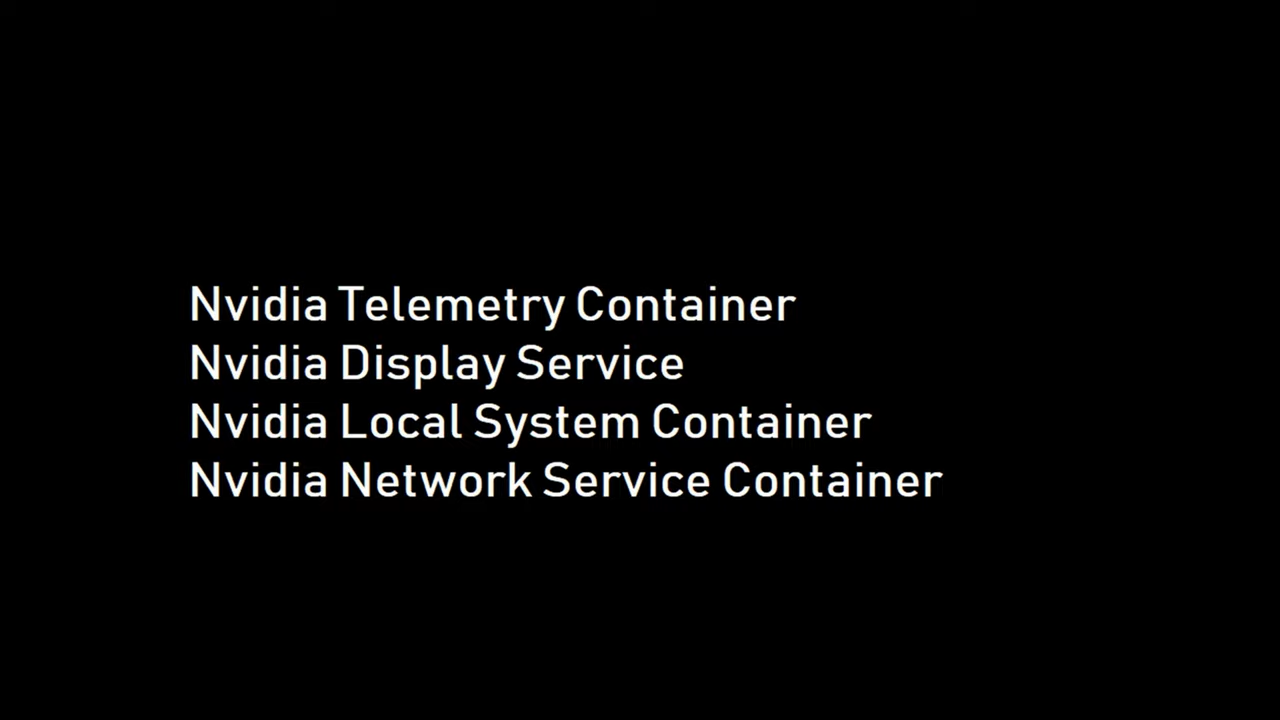 Nvidia Telemetry Container
Nvidia Display Service
Nvidia Local System Container
Nvidia Network Service Container